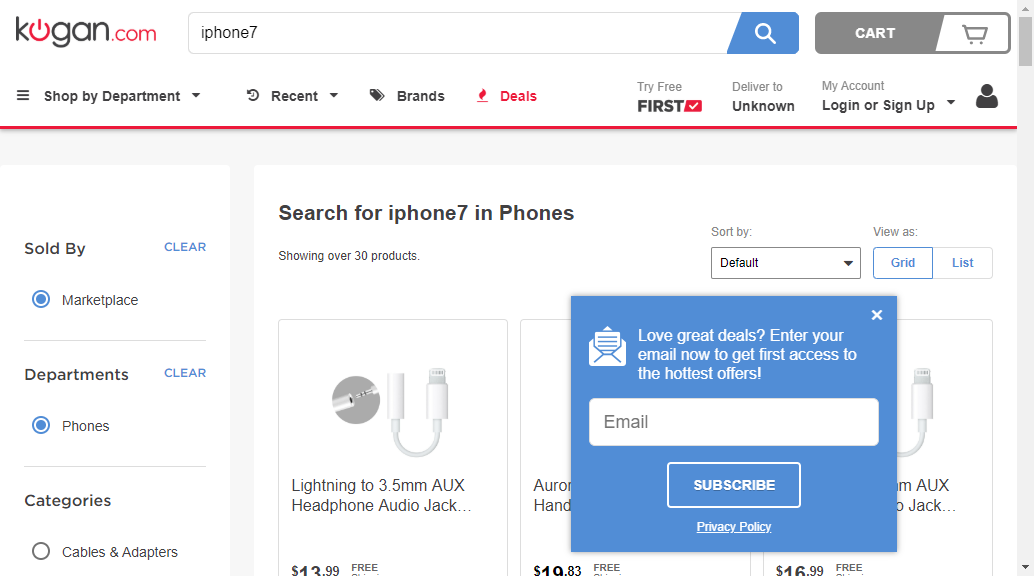 kogan.com
iphone7
CART
Shop by Department
Recent
Brands
Deals
Try Free
FIRST
Deliver to
Unknown
My Account
Login or Sign Up
Sold By
CLEAR
Marketplace
Departments
CLEAR
Phones
Categories
Cables & Adapters
Search for iphone7 in Phones
Showing over 30 products.
Sort by:
Default
View as:
Grid
List
Lightning to 3.5mm AUX
Headphone Audio Jack…
$13.99
FREE
Auror
Hand
$19.83
FREE
m AUX
o Jack…
$16.99
FREE
Love great deals? Enter your
email now to get first access to
the hottest offers!
Email
SUBSCRIBE
Privacy Policy